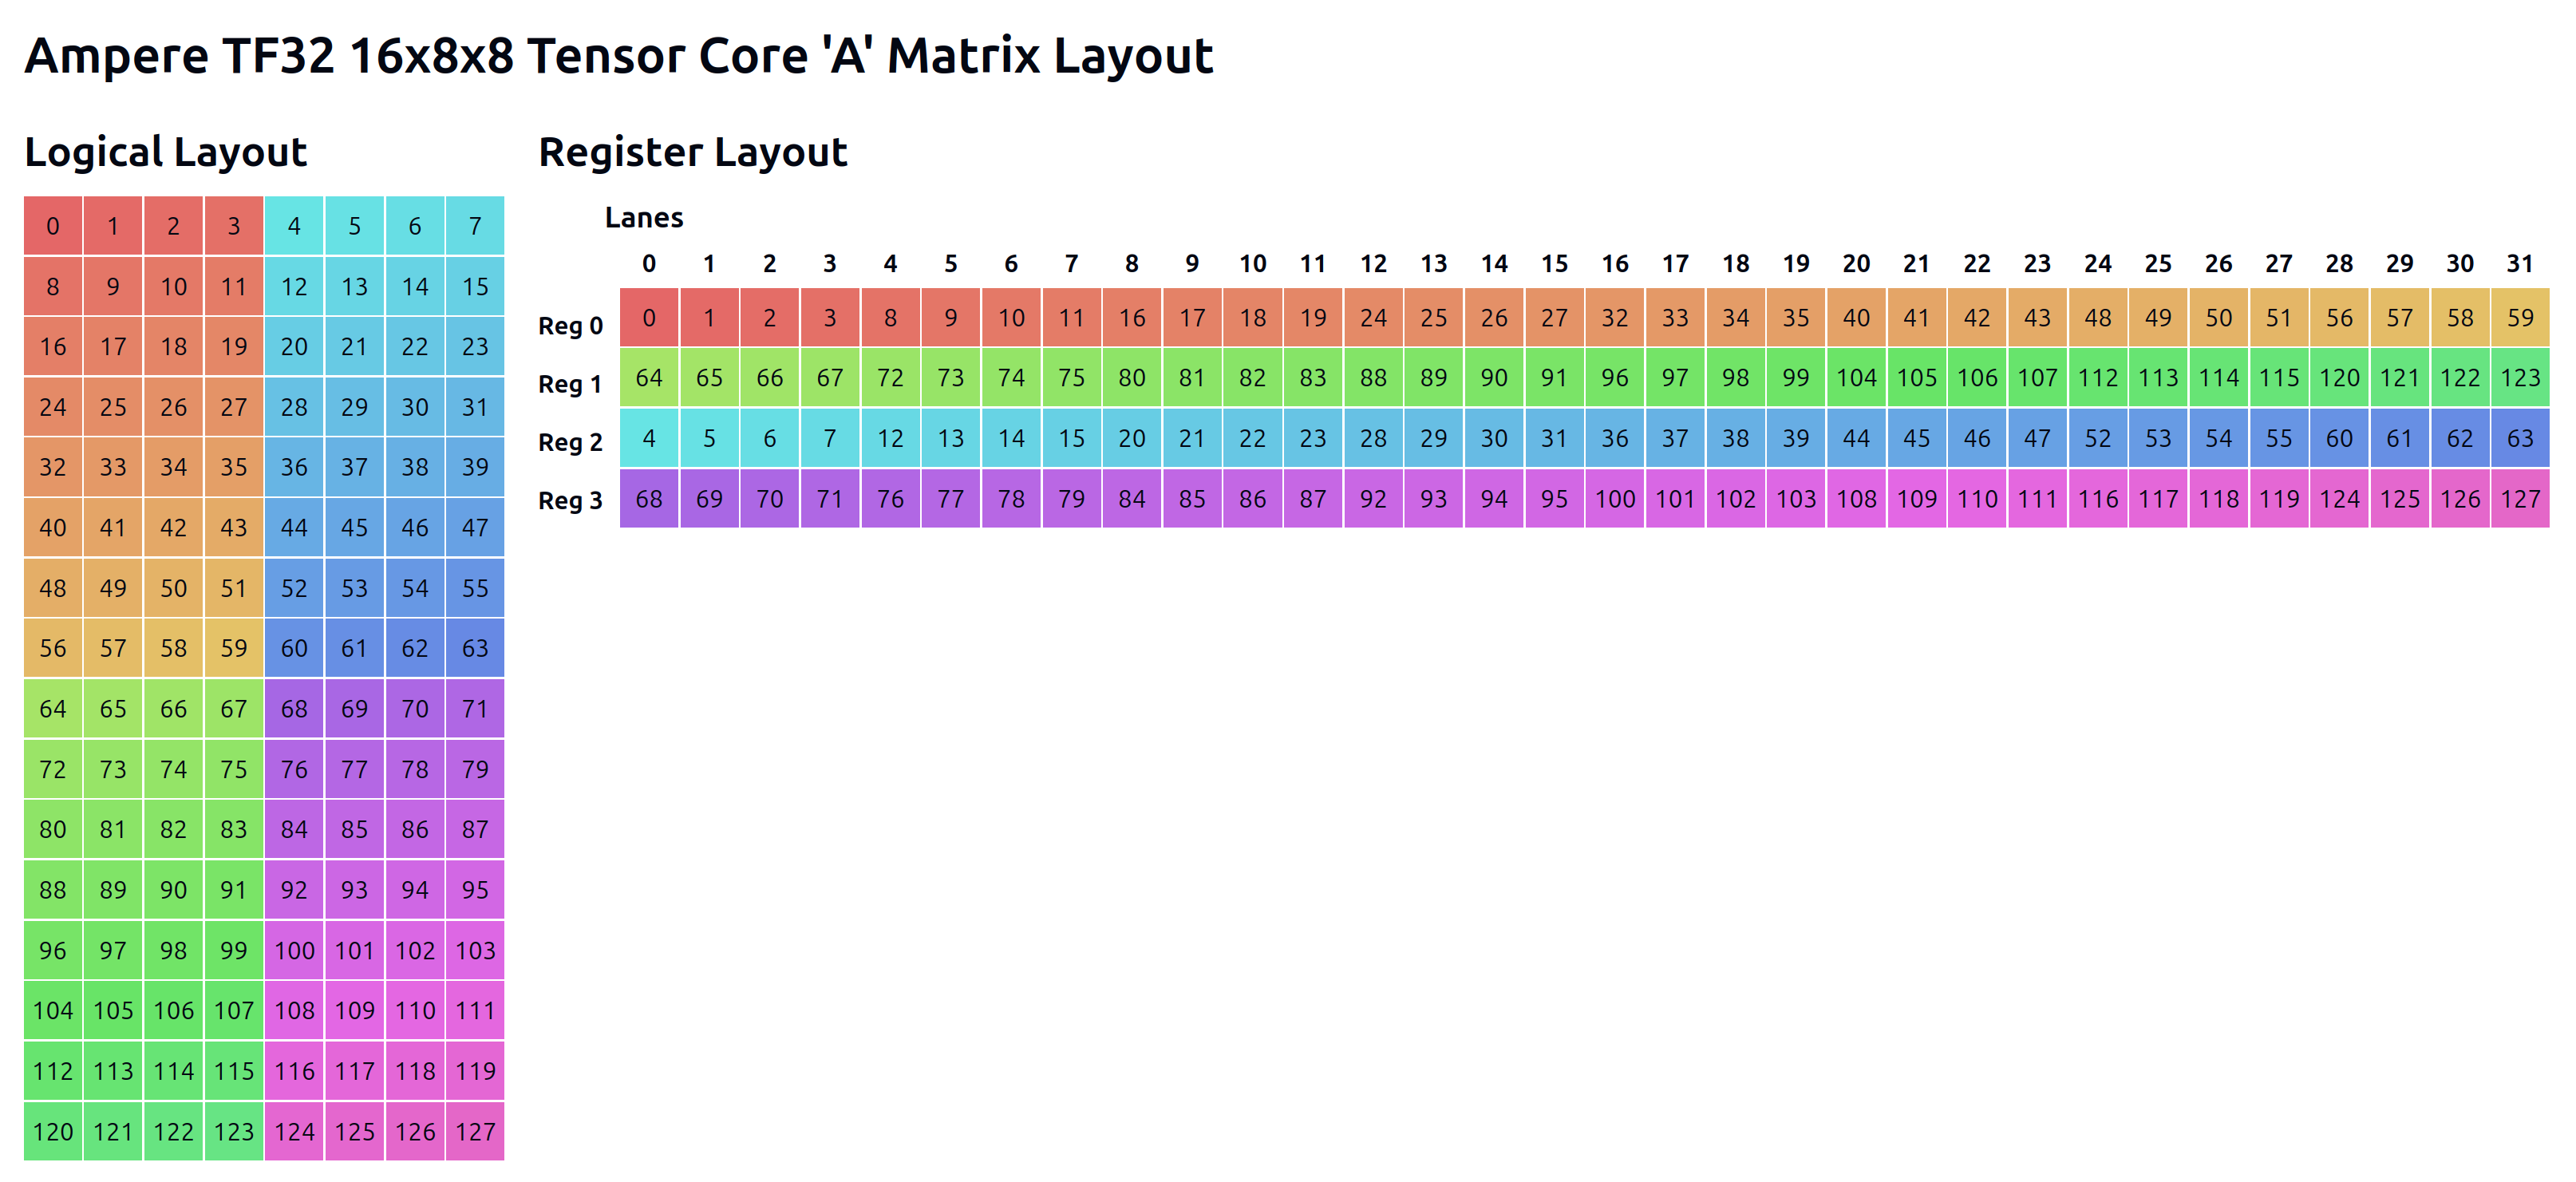 Ampere TF32 16x8x8 Tensor Core 'A' Matrix Layout
Logical Layout
0 1 2 3 4 5 6 7
8 9 10 11 12 13 14 15
16 17 18 19 20 21 22 23
24 25 26 27 28 29 30 31
32 33 34 35 36 37 38 39
40 41 42 43 44 45 46 47
48 49 50 51 52 53 54 55
56 57 58 59 60 61 62 63
64 65 66 67 68 69 70 71
72 73 74 75 76 77 78 79
80 81 82 83 84 85 86 87
88 89 90 91 92 93 94 95
96 97 98 99 100 101 102 103
104 105 106 107 108 109 110 111
112 113 114 115 116 117 118 119
120 121 122 123 124 125 126 127
Register Layout
Lanes
0 1 2 3 4 5 6 7 8 9 10 11 12 13 14 15 16 17 18 19 20 21 22 23 24 25 26 27 28 29 30 31
Reg 0 0 1 2 3 8 9 10 11 16 17 18 19 24 25 26 27 32 33 34 35 40 41 42 43 48 49 50 51 56 57 58 59
Reg 1 64 65 66 67 72 73 74 75 80 81 82 83 88 89 90 91 96 97 98 99 104 105 106 107 112 113 114 115 120 121 122 123
Reg 2 4 5 6 7 12 13 14 15 20 21 22 23 28 29 30 31 36 37 38 39 44 45 46 47 52 53 54 55 60 61 62 63
Reg 3 68 69 70 71 76 77 78 79 84 85 86 87 92 93 94 95 100 101 102 103 108 109 110 111 116 117 118 119 124 125 126 127